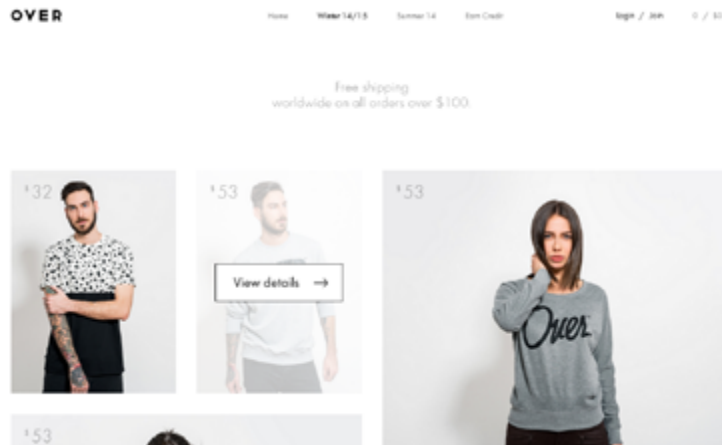 OVER
Home Winter 14/15 Summer 14 Earn Credit Login / Join 0 /
Free shipping
worldwide on all orders over $100.
$32
$53
View details →
$53
Over
$53